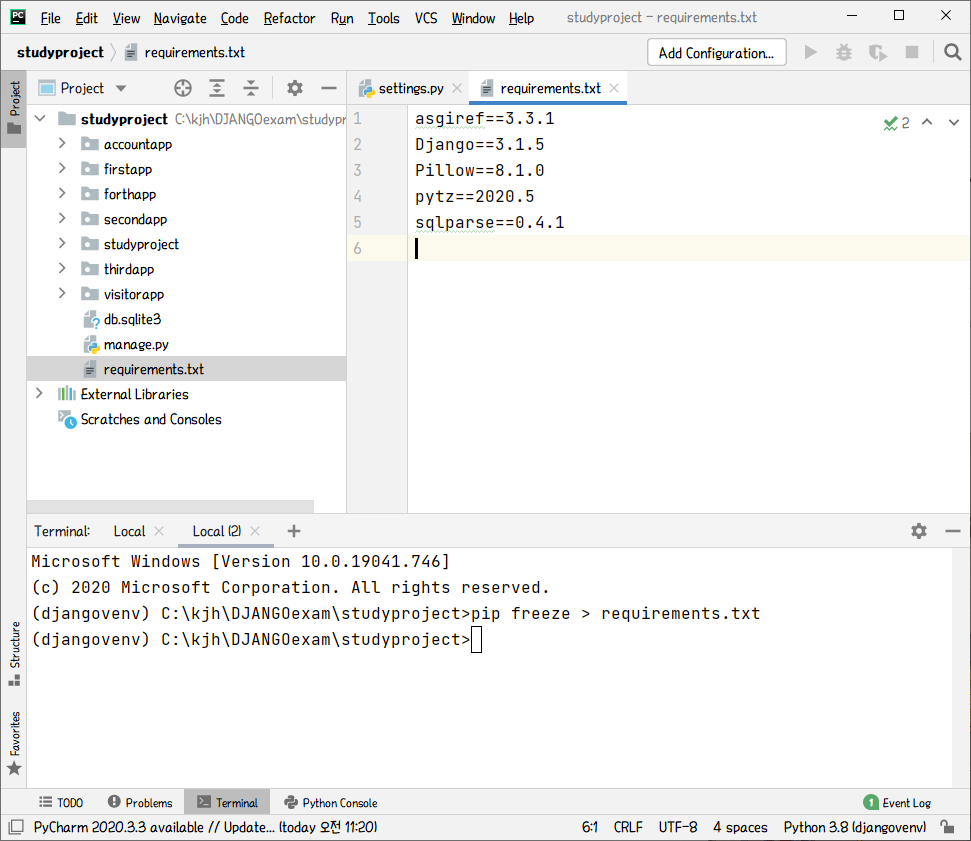 PC File Edit View Navigate Code Refactor Run Tools VCS Window Help studyproject - requirements.txt
studyproject requirements.txt Add Configuration...
Project
Project
settings.py requirements.txt
studyproject C:\kjh\DJANGOexam\studypr
accountapp
firstapp
forthapp
secondapp
studyproject
thirdapp
visitorapp
db.sqlite3
manage.py
requirements.txt
External Libraries
Scratches and Consoles
1 asgiref==3.3.1
2 Django==3.1.5
3 Pillow==8.1.0
4 pytz==2020.5
5 sqlparse==0.4.1
6
2
Terminal: Local Local (2)
Microsoft Windows [Version 10.0.19041.746]
(c) 2020 Microsoft Corporation. All rights reserved.
(djangovenv) C:\kjh\DJANGOexam\studyproject>pip freeze > requirements.txt
(djangovenv) C:\kjh\DJANGOexam\studyproject>
Structure
Favorites
TODO Problems Terminal Python Console 1 Event Log
PyCharm 2020.3.3 available // Update... (today 오전 11:20) 6:1 CRLF UTF-8 4 spaces Python 3.8 (djangovenv)